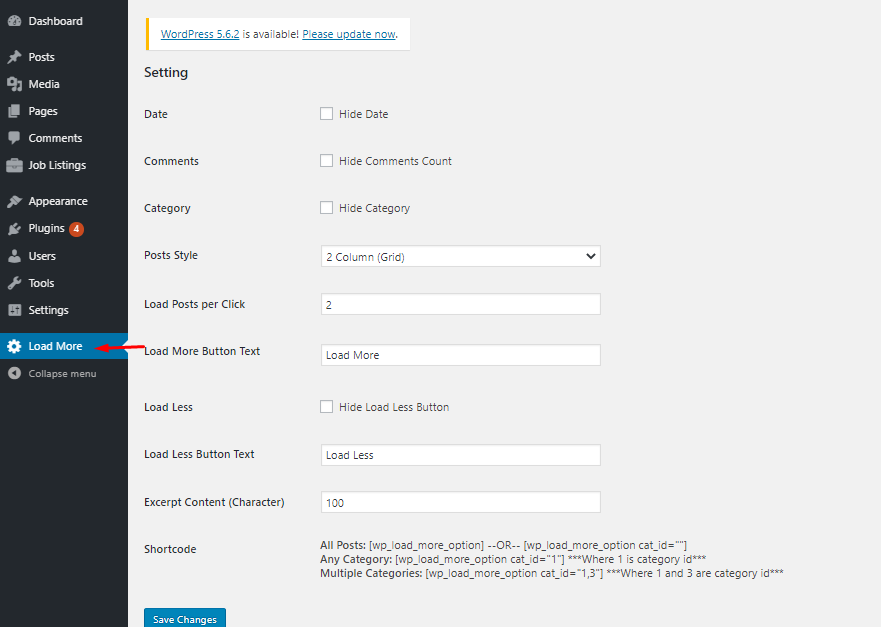 Dashboard
Posts
Media
Pages
Comments
Job Listings
Appearance
Plugins 4
Users
Tools
Settings
Load More
Collapse menu
WordPress 5.6.2 is available! Please update now.
Setting
Date Hide Date
Comments Hide Comments Count
Category Hide Category
Posts Style 2 Column (Grid)
Load Posts per Click 2
Load More Button Text Load More
Load Less Hide Load Less Button
Load Less Button Text Load Less
Excerpt Content (Character) 100
Shortcode
All Posts: [wp_load_more_option] --OR-- [wp_load_more_option cat_id=""]
Any Category: [wp_load_more_option cat_id="1"] ***Where 1 is category id***
Multiple Categories: [wp_load_more_option cat_id="1,3"] ***Where 1 and 3 are category id***
Save Changes